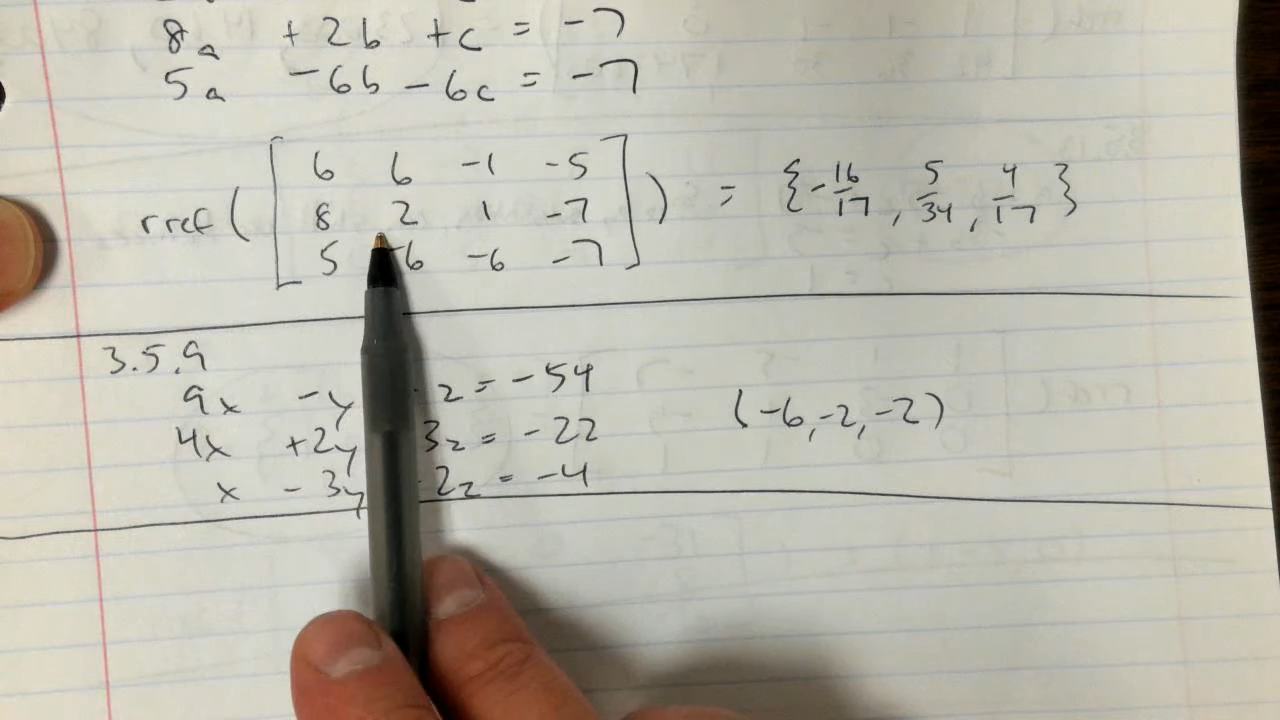 8a +2b +c = -7
5a -6b -6c = -7
rref ( [ 6 6 -1 -5
8 2 1 -7
5 -6 -6 -7 ] ) = { -16/17 , 5/34 , 4/17 }
3.5.9
9x -y z = -54
4x +2y 3z = -22
x - 3y 2z = -4
(-6, -2, -2)